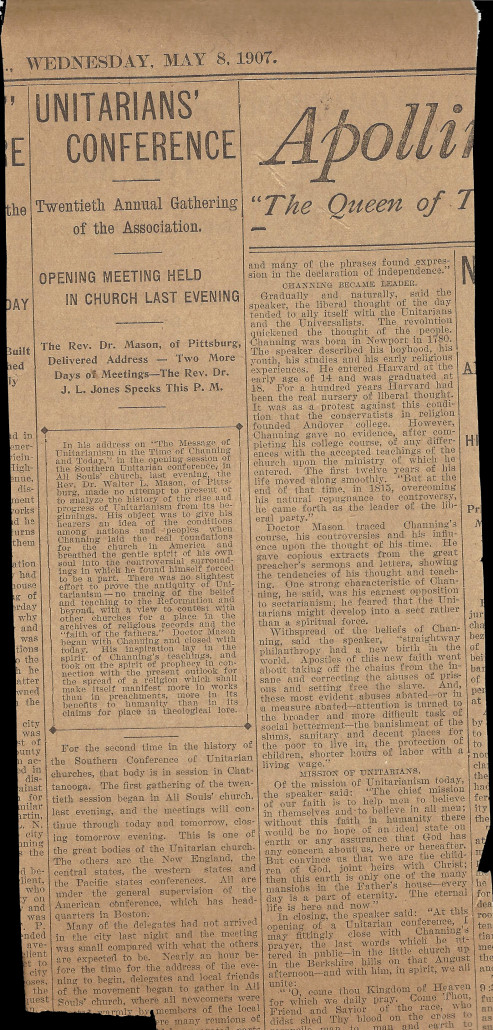 WEDNESDAY, MAY 8, 1907.
UNITARIANS'
CONFERENCE
Twentieth Annual Gathering
of the Association.
OPENING MEETING HELD
IN CHURCH LAST EVENING
The Rev. Dr. Mason, of Pittsburg,
Delivered Address — Two More
Days of Meetings—The Rev. Dr.
J. L. Jones Speeks This P. M.
In his address on "The Message of
Unitarianism in the Time of Channing
and Today," in the opening session of
the Southern Unitarian conference, in
All Souls' church, last evening, the
Rev. Dr. Walter L. Mason, of Pitts-
burg, made no attempt to present or
to analyze the history of the rise and
progress of Unitarianism from its be-
ginnings. His object was to give his
hearers an idea of the conditions
among nations and peoples when
Channing laid the real foundations
for the church in America and
breathed the gentle spirit of his own
soul into the controversial surround-
ings in which he found himself forced
to be a part. There was no slightest
effort to prove the antiquity of Uni-
tarianism—no tracing of the belief
and teaching to the Reformation and
beyond, with a view to contest with
other churches for a place in the
archives of religious records and the
"faith of the fathers." Doctor Mason
began with Channing and closed with
today. His inspiration lay in the
spirit of Channing's teachings, and
took on the spirit of prophecy in con-
nection with the present outlook for
the spread of a religion which shall
make itself manifest more in works
than in preachments, more in its
benefits to humanity than in its
claims for place in theological lore.
For the second time in the history of
the Southern Conference of Unitarian
churches, that body is in session in Chat-
tanooga. The first gathering of the twen-
tieth session began in All Souls' church,
last evening, and the meetings will con-
tinue through today and tomorrow, clos-
ing tomorrow evening. This is one of
the great bodies of the Unitarian church.
The others are the New England, the
central states, the western states and
the Pacific states conferences. All are
under the general supervision of the
American conference, which has head-
quarters in Boston.
Many of the delegates had not arrived
in the city last night and the meeting
was small compared with what the others
are expected to be. Nearly an hour be-
fore the time for the address of the eve-
ning to begin, delegates and local friends
of the movement began to gather in All
Souls' church, where all newcomers were
warmly by members of the local
many reunions of
Apolli
"The Queen of T
and many of the phrases found expres-
sion in the declaration of independence."
CHANNING BECAME LEADER.
Gradually and naturally, said the
speaker, the liberal thought of the day
tended to ally itself with the Unitarians
and the Universalists. The revolution
quickened the thought of the people.
Channing was born in Newport in 1780.
The speaker described his boyhood, his
youth, his studies and his early religious
experiences. He entered Harvard at the
early age of 14 and was graduated at
18. For a hundred years Harvard had
been the real nursery of liberal thought.
It was as a protest against this condi-
tion that the conservatists in religion
founded Andover college. However,
Channing gave no evidence, after com-
pleting his college course, of any differ-
ences with the accepted teachings of the
church upon the ministry of which he
entered. The first twelve years of his
life moved along smoothly. "But at the
end of that time, in 1815, overcoming
his natural repugnance to controversy,
he came forth as the leader of the lib-
eral party."
Doctor Mason traced Channing's
course, his controversies and his influ-
ence upon the thought of his time. He
gave copious extracts from the great
preacher's sermons and letters, showing
the tendencies of his thought and teach-
ing. One strong characteristic of Chan-
ning, he said, was his earnest opposition
to sectarianism; he feared that the Uni-
tarians might develop into a sect rather
than a spiritual force.
Widespread of the beliefs of Chan-
ning, said the speaker, "straightway
philanthropy had a new birth in the
world. Apostles of this new faith went
about taking off the chains from the in-
sane and correcting the abuses of pris-
ons and setting free the slave. And,
these most evident abuses abated—or in
a measure abated—attention is turned to
the broader and more difficult task of
social betterment—the banishment of the
slums, sanitary and decent places for
the poor to live in, the protection of
children, shorter hours of labor with a
living wage."
MISSION OF UNITARIANS.
Of the mission of Unitarianism today,
the speaker said: "The chief mission
of our faith is to help men to believe
in themselves and to believe in all men;
without this faith in humanity there
would be no hope of an ideal state on
earth or any assurance that God has
any concern about us, here or hereafter.
But convince us that we are the child-
ren of God, joint heirs with Christ;
then this earth is only one of the many
mansions in the Father's house—every
day is a part of eternity. The eternal
life is here and now"
In closing, the speaker said: "At this
opening of a Unitarian Conference, I
may fittingly close with Channing's
prayer, the last words which he ut-
tered in public—in the little church up
in the Berkshire hills on that August
afternoon—and with him, in spirit, we all
unite:
"'O, come thou Kingdom of Heaven
for which we daily pray. Come Thou,
Friend and Savior of the race, who
didst shed Thy blood on the cross to
man to man and earth to